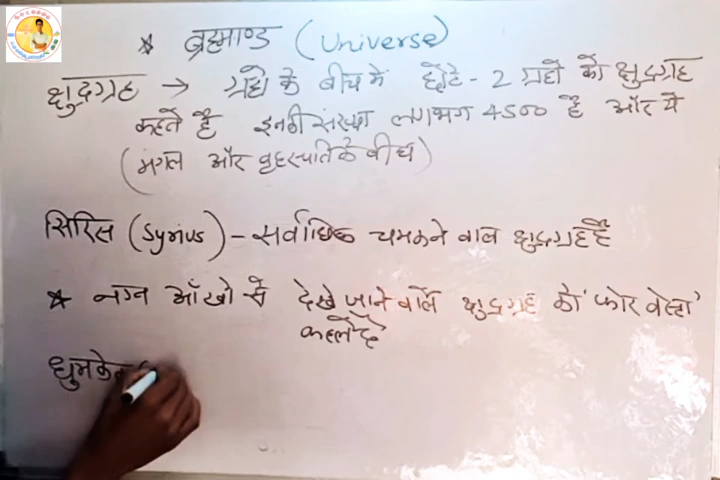 * ब्रह्माण्ड (Universe)
क्षुद्रग्रह → ग्रहो के बीच में छोटे-2 ग्रहों को क्षुद्रग्रह
कहते है इनकी संख्या लगभग 4500 है और ये
(मंगल और वृहस्पति के बीच)
सिरिस (Syrius) - सर्वाधिक चमकने वाला क्षुद्रग्रह है
* नग्न आँखो से देखे जाने वाले क्षुद्रग्रह को 'फोर वेस्टा'
कहते है
धुमके